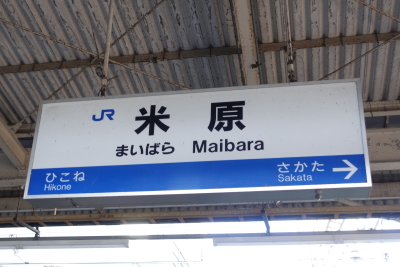 JR 米原
まいばら Maibara
ひこね さかた →
Hikone Sakata